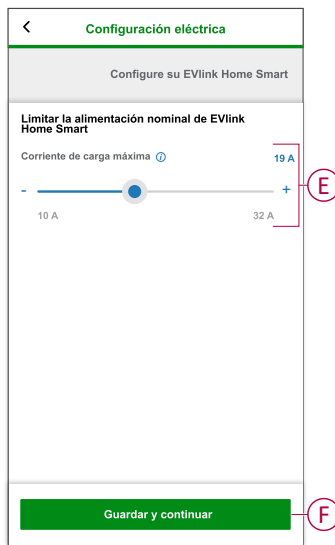 Configuración eléctrica
Configure su EVlink Home Smart
Limitar la alimentación nominal de EVlink
Home Smart
Corriente de carga máxima i
19 A
- +
10 A 32 A
E
Guardar y continuar
F